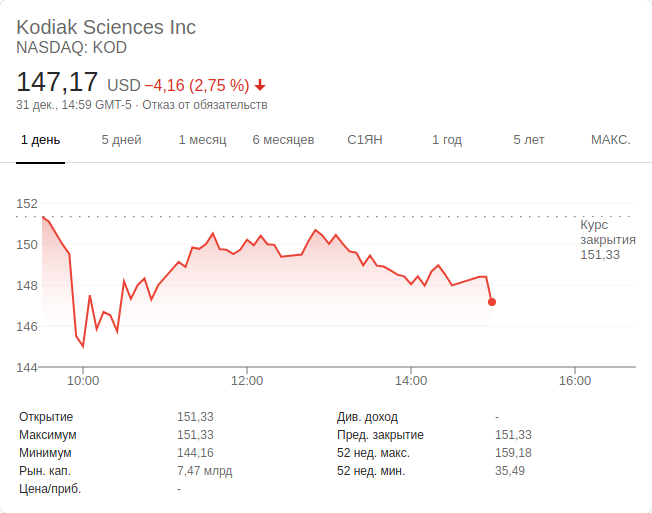 Kodiak Sciences Inc
NASDAQ: KOD
147,17 USD −4,16 (2,75 %)
31 дек., 14:59 GMT-5 · Отказ от обязательств
1 день 5 дней 1 месяц 6 месяцев С1ЯН 1 год 5 лет МАКС.
152
150
148
146
144
Курс
закрытия
151,33
10:00 12:00 14:00 16:00
Открытие 151,33 Див. доход -
Максимум 151,33 Пред. закрытие 151,33
Минимум 144,16 52 нед. макс. 159,18
Рын. кап. 7,47 млрд 52 нед. мин. 35,49
Цена/приб. -